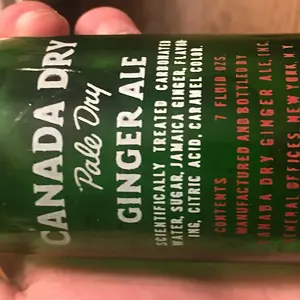 CANADA DRY
Pale Dry
GINGER ALE
SCIENTIFICALLY TREATED CARBONATED
WATER, SUGAR, JAMAICA GINGER, FLAVOR-
ING, CITRIC ACID, CARAMEL COLOR.
CONTENTS 7 FLUID OZS.
MANUFACTURED AND BOTTLED BY
CANADA DRY GINGER ALE, INC.
GENERAL OFFICES, NEW YORK, N.Y.